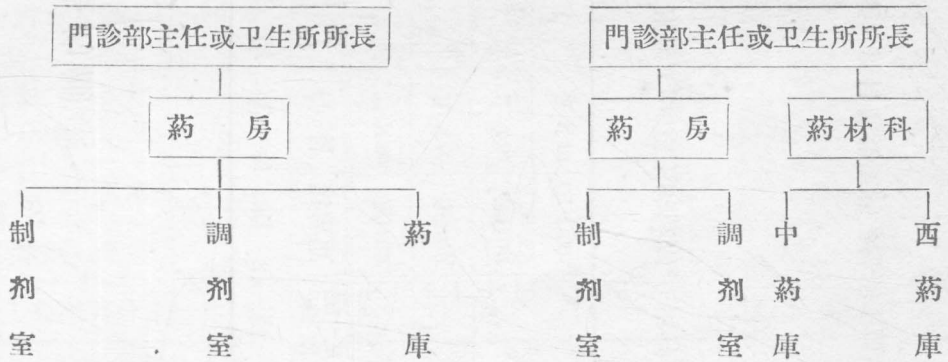 門診部主任或卫生所所長
葯房
制剂室
調剂室
葯庫
門診部主任或卫生所所長
葯房
葯材科
制剂室
調剂室
中葯庫
西葯庫